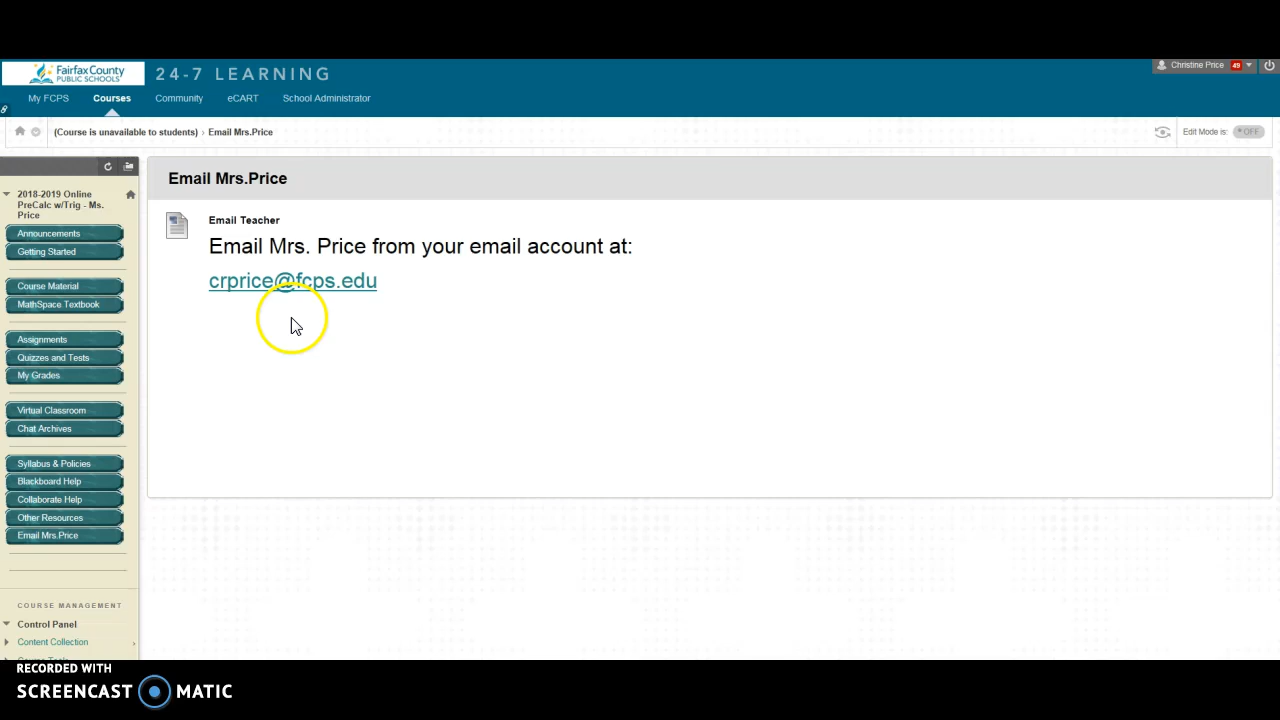 Fairfax County
PUBLIC SCHOOLS
24-7 LEARNING
Christine Price 49
My FCPS Courses Community eCART School Administrator
(Course is unavailable to students) › Email Mrs.Price
Edit Mode is: OFF
2018-2019 Online
PreCalc w/Trig - Ms.
Price
Announcements
Getting Started
Course Material
MathSpace Textbook
Assignments
Quizzes and Tests
My Grades
Virtual Classroom
Chat Archives
Syllabus & Policies
Blackboard Help
Collaborate Help
Other Resources
Email Mrs.Price
COURSE MANAGEMENT
Control Panel
Content Collection
Email Mrs.Price
Email Teacher
Email Mrs. Price from your email account at:
crprice@fcps.edu
RECORDED WITH
SCREENCAST MATIC